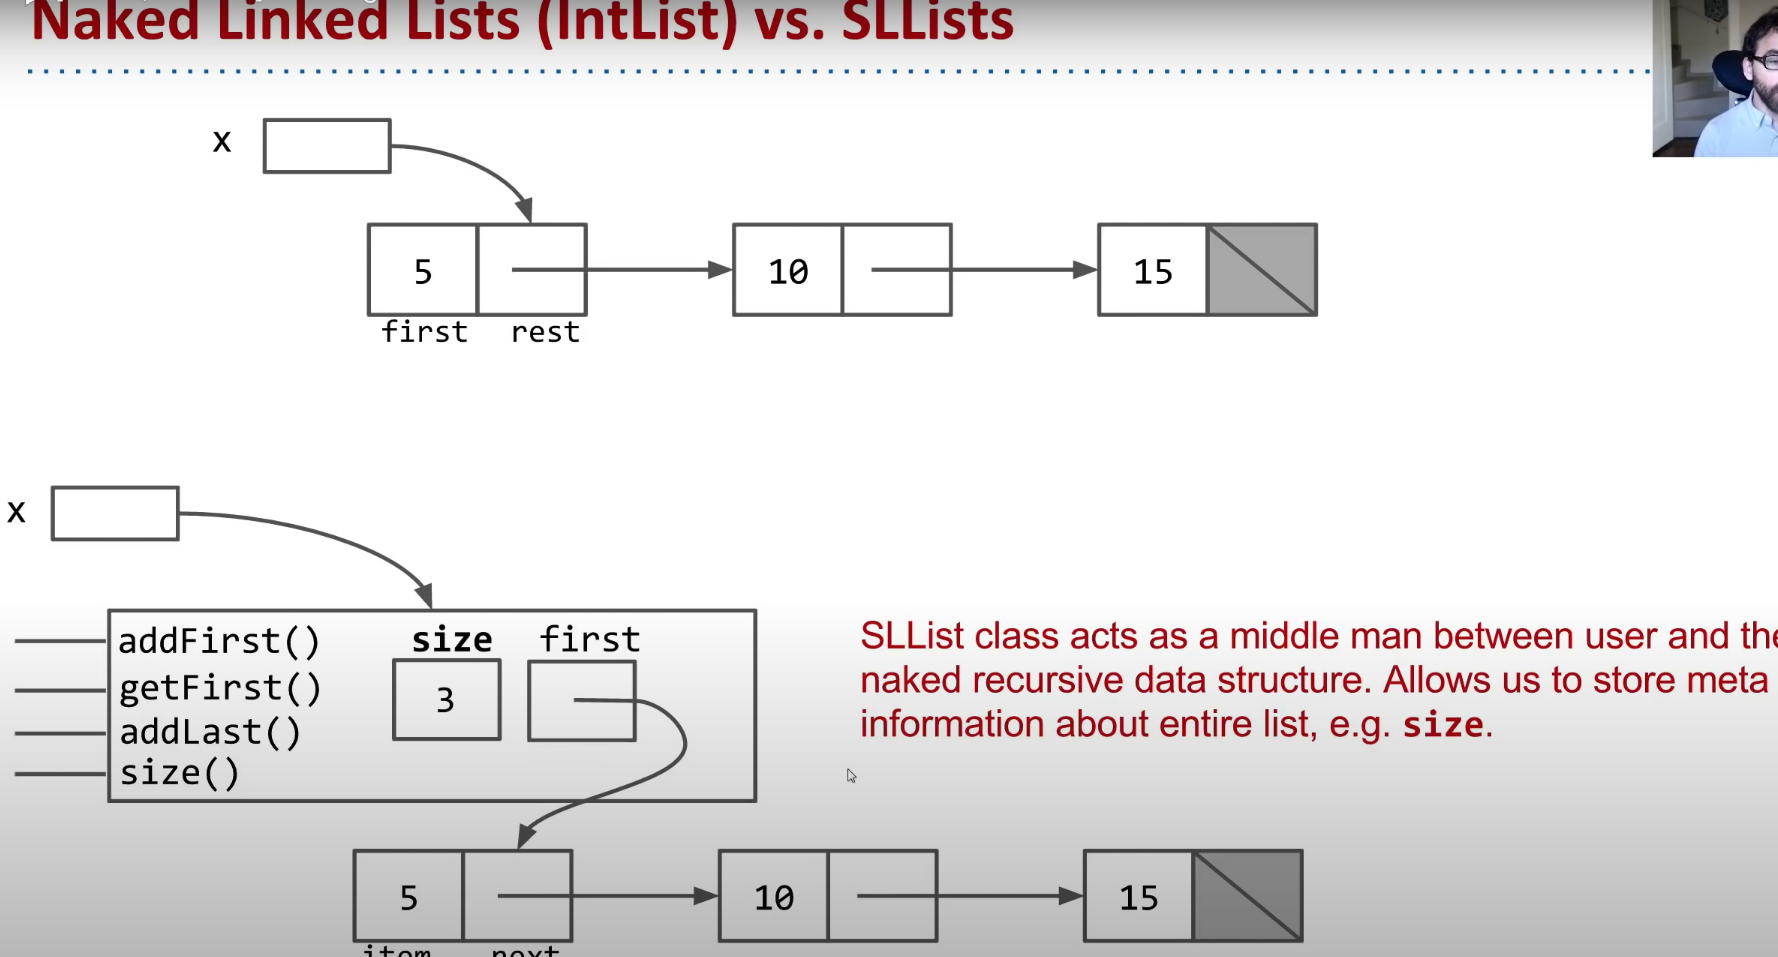 Naked Linked Lists (IntList) vs. SLLists
x
5 10 15
first rest
x
addFirst() size first
getFirst() 3
addLast()
size()
SLList class acts as a middle man between user and the
naked recursive data structure. Allows us to store meta
information about entire list, e.g. size.
5 10 15
item next